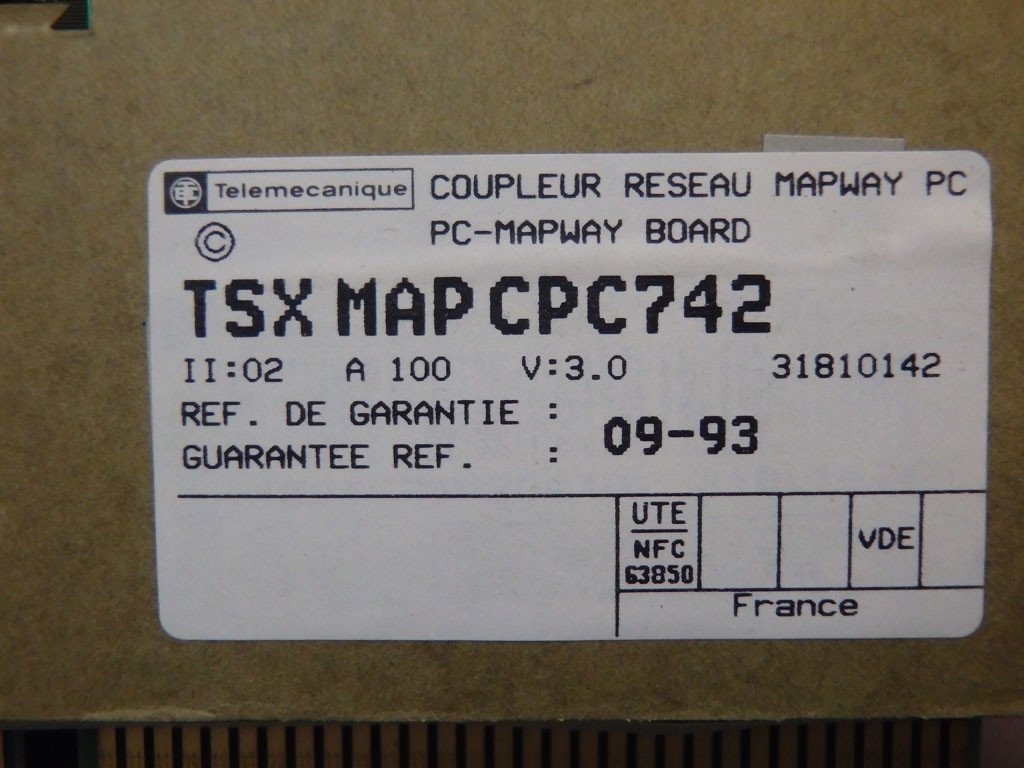 Telemecanique COUPLEUR RESEAU MAPWAY PC
© PC-MAPWAY BOARD
TSX MAP CPC742
II:02 A 100 V:3.0 31810142
REF. DE GARANTIE :
09-93
GUARANTEE REF. :
UTE
NFC
63850
VDE
France